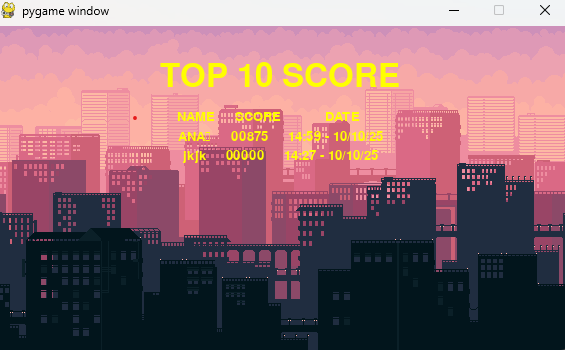 pygame window
TOP 10 SCORE
NAME SCORE DATE
ANA 00875 14:59 - 10/10/25
jkjk 00000 14:27 - 10/10/25